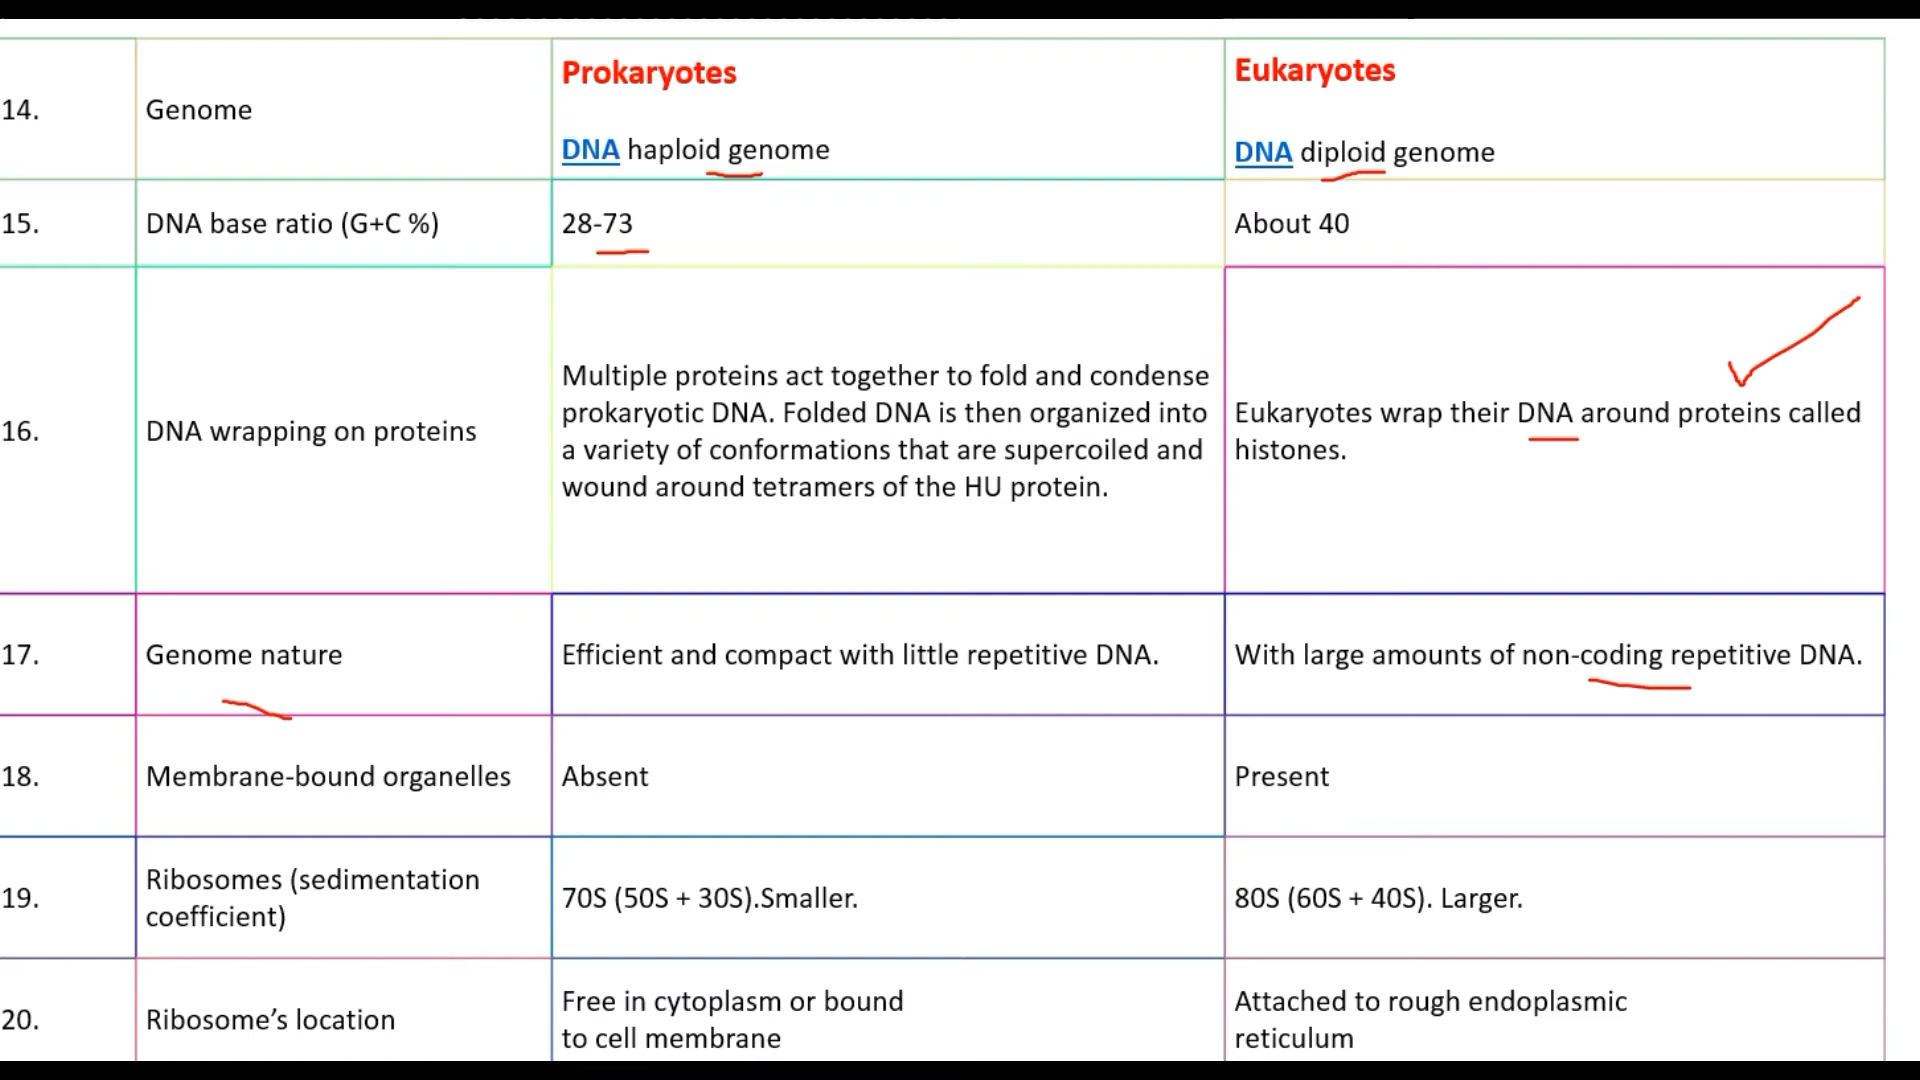 Prokaryotes
Eukaryotes
14.
Genome
DNA haploid genome
DNA diploid genome
15.
DNA base ratio (G+C %)
28-73
About 40
16.
DNA wrapping on proteins
Multiple proteins act together to fold and condense
prokaryotic DNA. Folded DNA is then organized into
a variety of conformations that are supercoiled and
wound around tetramers of the HU protein.
Eukaryotes wrap their DNA around proteins called
histones.
17.
Genome nature
Efficient and compact with little repetitive DNA.
With large amounts of non-coding repetitive DNA.
18.
Membrane-bound organelles
Absent
Present
19.
Ribosomes (sedimentation
coefficient)
70S (50S + 30S).Smaller.
80S (60S + 40S). Larger.
20.
Ribosome’s location
Free in cytoplasm or bound
to cell membrane
Attached to rough endoplasmic
reticulum